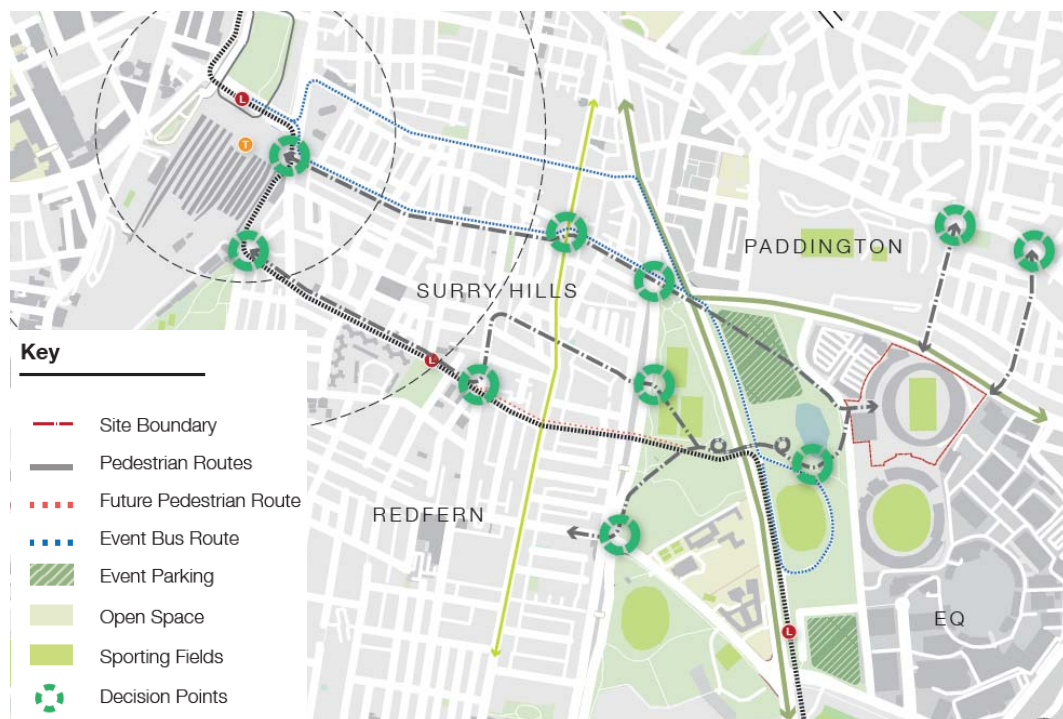 L
T
PADDINGTON
SURRY HILLS
L
REDFERN
EQ
L
Key
Site Boundary
Pedestrian Routes
Future Pedestrian Route
Event Bus Route
Event Parking
Open Space
Sporting Fields
Decision Points